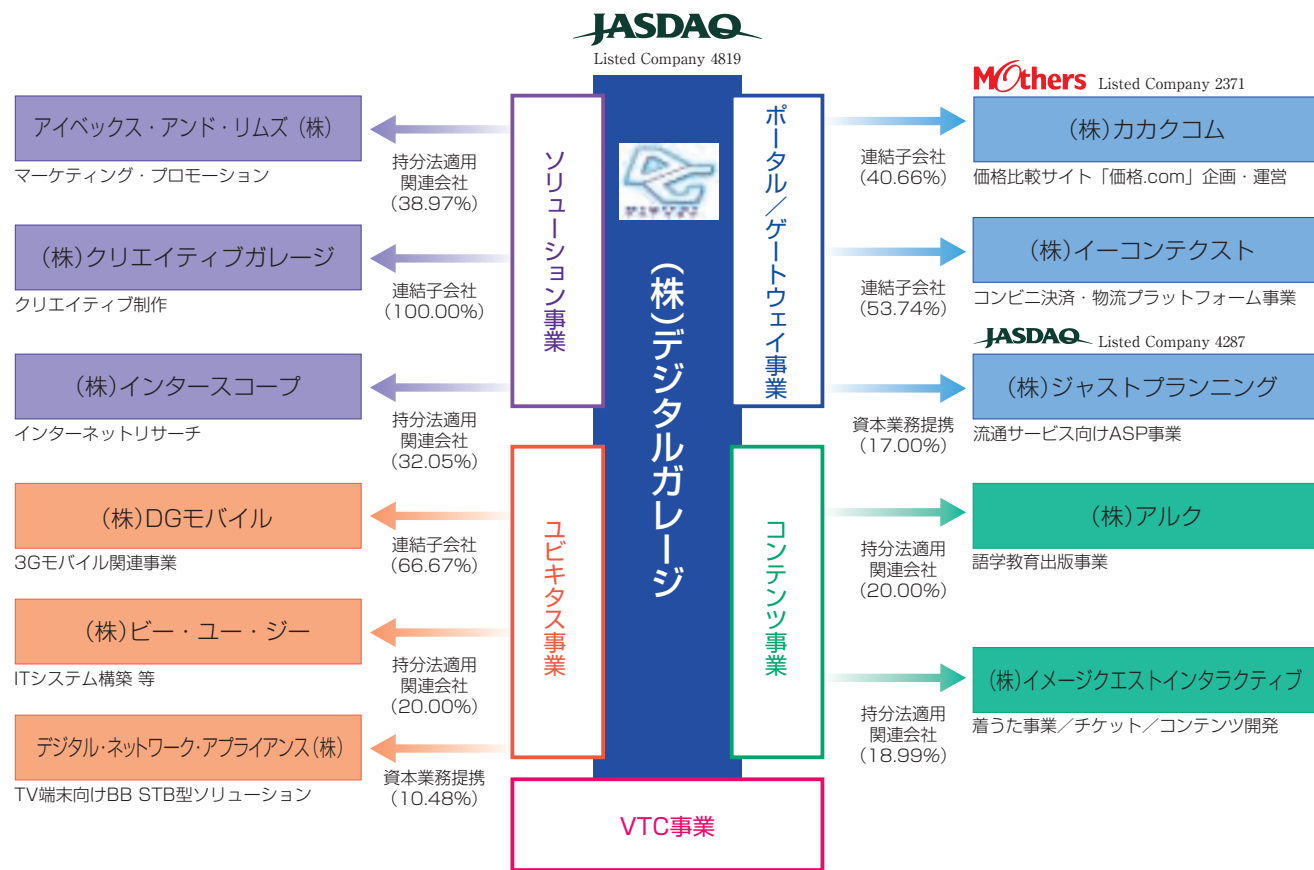 JASDAQ
Listed Company 4819
(株)デジタルガレージ
ソリューション事業
アイベックス・アンド・リムズ(株)
マーケティング・プロモーション
持分法適用
関連会社
(38.97%)
(株)クリエイティブガレージ
クリエイティブ制作
連結子会社
(100.00%)
(株)インタースコープ
インターネットリサーチ
持分法適用
関連会社
(32.05%)
ユビキタス事業
(株)DGモバイル
3Gモバイル関連事業
連結子会社
(66.67%)
(株)ビー・ユー・ジー
ITシステム構築 等
持分法適用
関連会社
(20.00%)
デジタル・ネットワーク・アプライアンス(株)
TV端末向けBB STB型ソリューション
資本業務提携
(10.48%)
ポータル/ゲートウェイ事業
Mothers Listed Company 2371
(株)カカクコム
価格比較サイト「価格.com」企画・運営
連結子会社
(40.66%)
(株)イーコンテクスト
コンビニ決済・物流プラットフォーム事業
連結子会社
(53.74%)
JASDAQ Listed Company 4287
(株)ジャストプランニング
流通サービス向けASP事業
資本業務提携
(17.00%)
コンテンツ事業
(株)アルク
語学教育出版事業
持分法適用
関連会社
(20.00%)
(株)イメージクエストインタラクティブ
着うた事業/チケット/コンテンツ開発
持分法適用
関連会社
(18.99%)
VTC事業